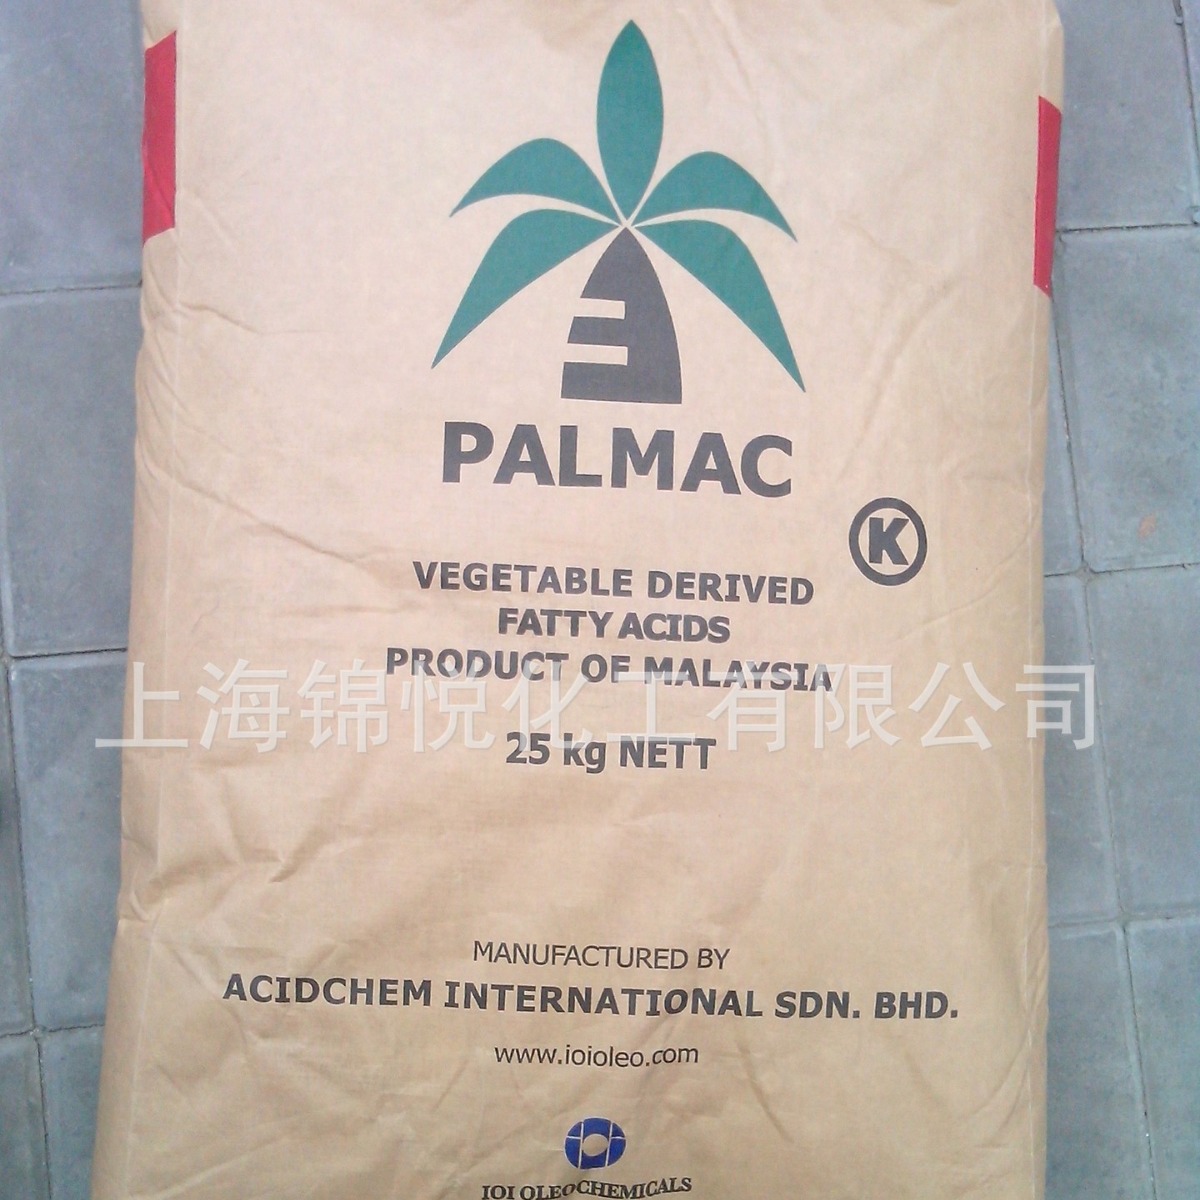 PALMAC
K
VEGETABLE DERIVED
FATTY ACIDS
PRODUCT OF MALAYSIA
上海锦悦化工有限公司
25 kg NETT
MANUFACTURED BY
ACIDCHEM INTERNATIONAL SDN. BHD.
www.ioioleo.com
IOI OLEOCHEMICALS